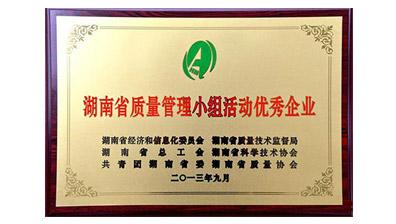 湖南省质量管理小组活动优秀企业
湖南省经济和信息化委员会 湖南省质量技术监督局
湖南省总工会 湖南省科学技术协会
共青团湖南省委 湖南省质量协会
二〇一三年九月